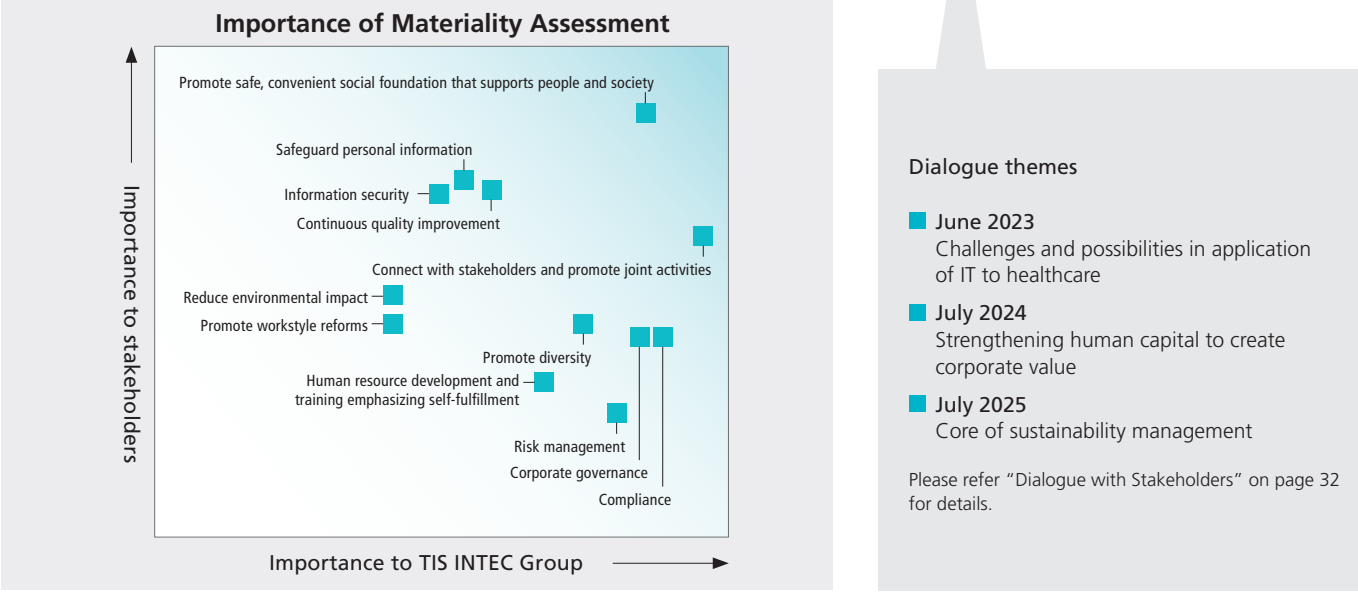 Importance of Materiality Assessment
Importance to stakeholders
Promote safe, convenient social foundation that supports people and society
Safeguard personal information
Information security
Continuous quality improvement
Connect with stakeholders and promote joint activities
Reduce environmental impact
Promote workstyle reforms
Promote diversity
Human resource development and
training emphasizing self-fulfillment
Risk management
Corporate governance
Compliance
Importance to TIS INTEC Group
Dialogue themes
June 2023
Challenges and possibilities in application
of IT to healthcare
July 2024
Strengthening human capital to create
corporate value
July 2025
Core of sustainability management
Please refer “Dialogue with Stakeholders” on page 32
for details.